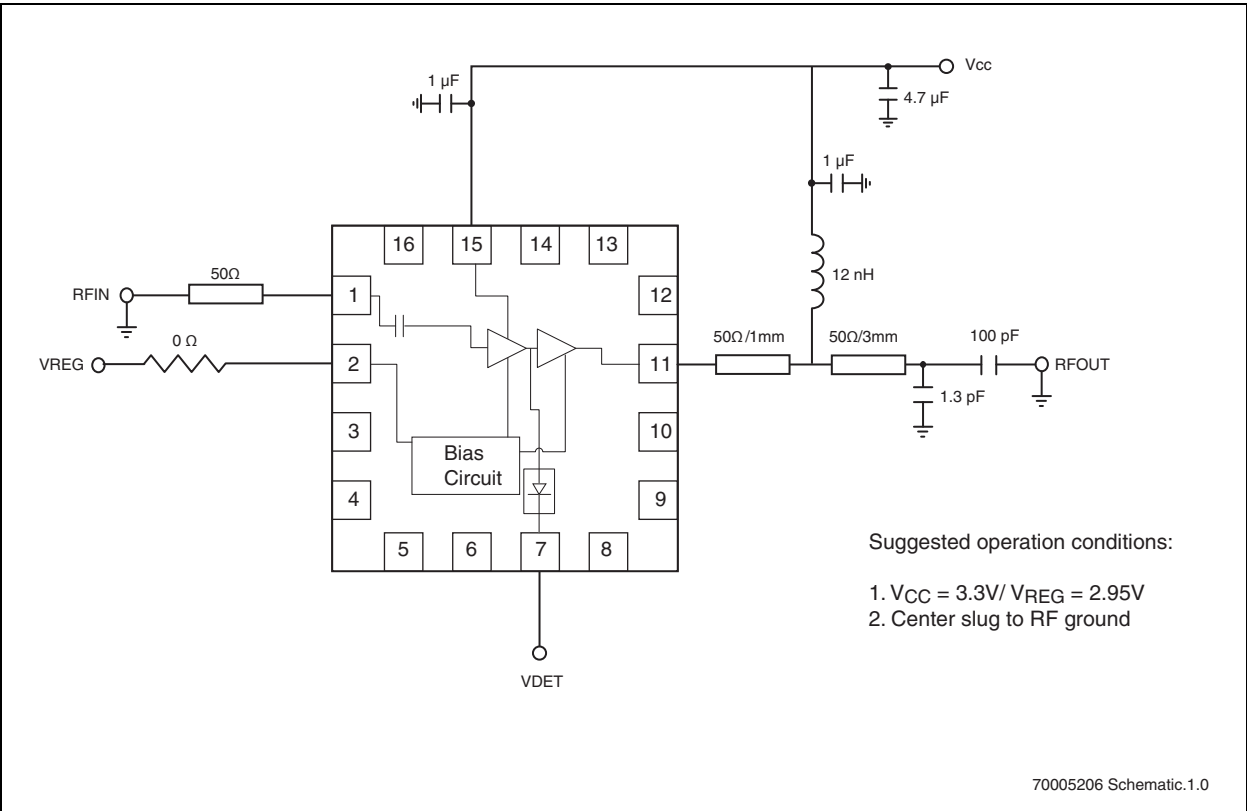 Vcc
1 µF
4.7 µF
1 µF
16 15 14 13
12 nH
50Ω
RFIN
1
12
0 Ω
VREG
2
11
50Ω/1mm
50Ω/3mm
100 pF
RFOUT
1.3 pF
3
10
Bias
Circuit
4
9
5 6 7 8
VDET
Suggested operation conditions:
1. VCC = 3.3V/ VREG = 2.95V
2. Center slug to RF ground
70005206 Schematic.1.0